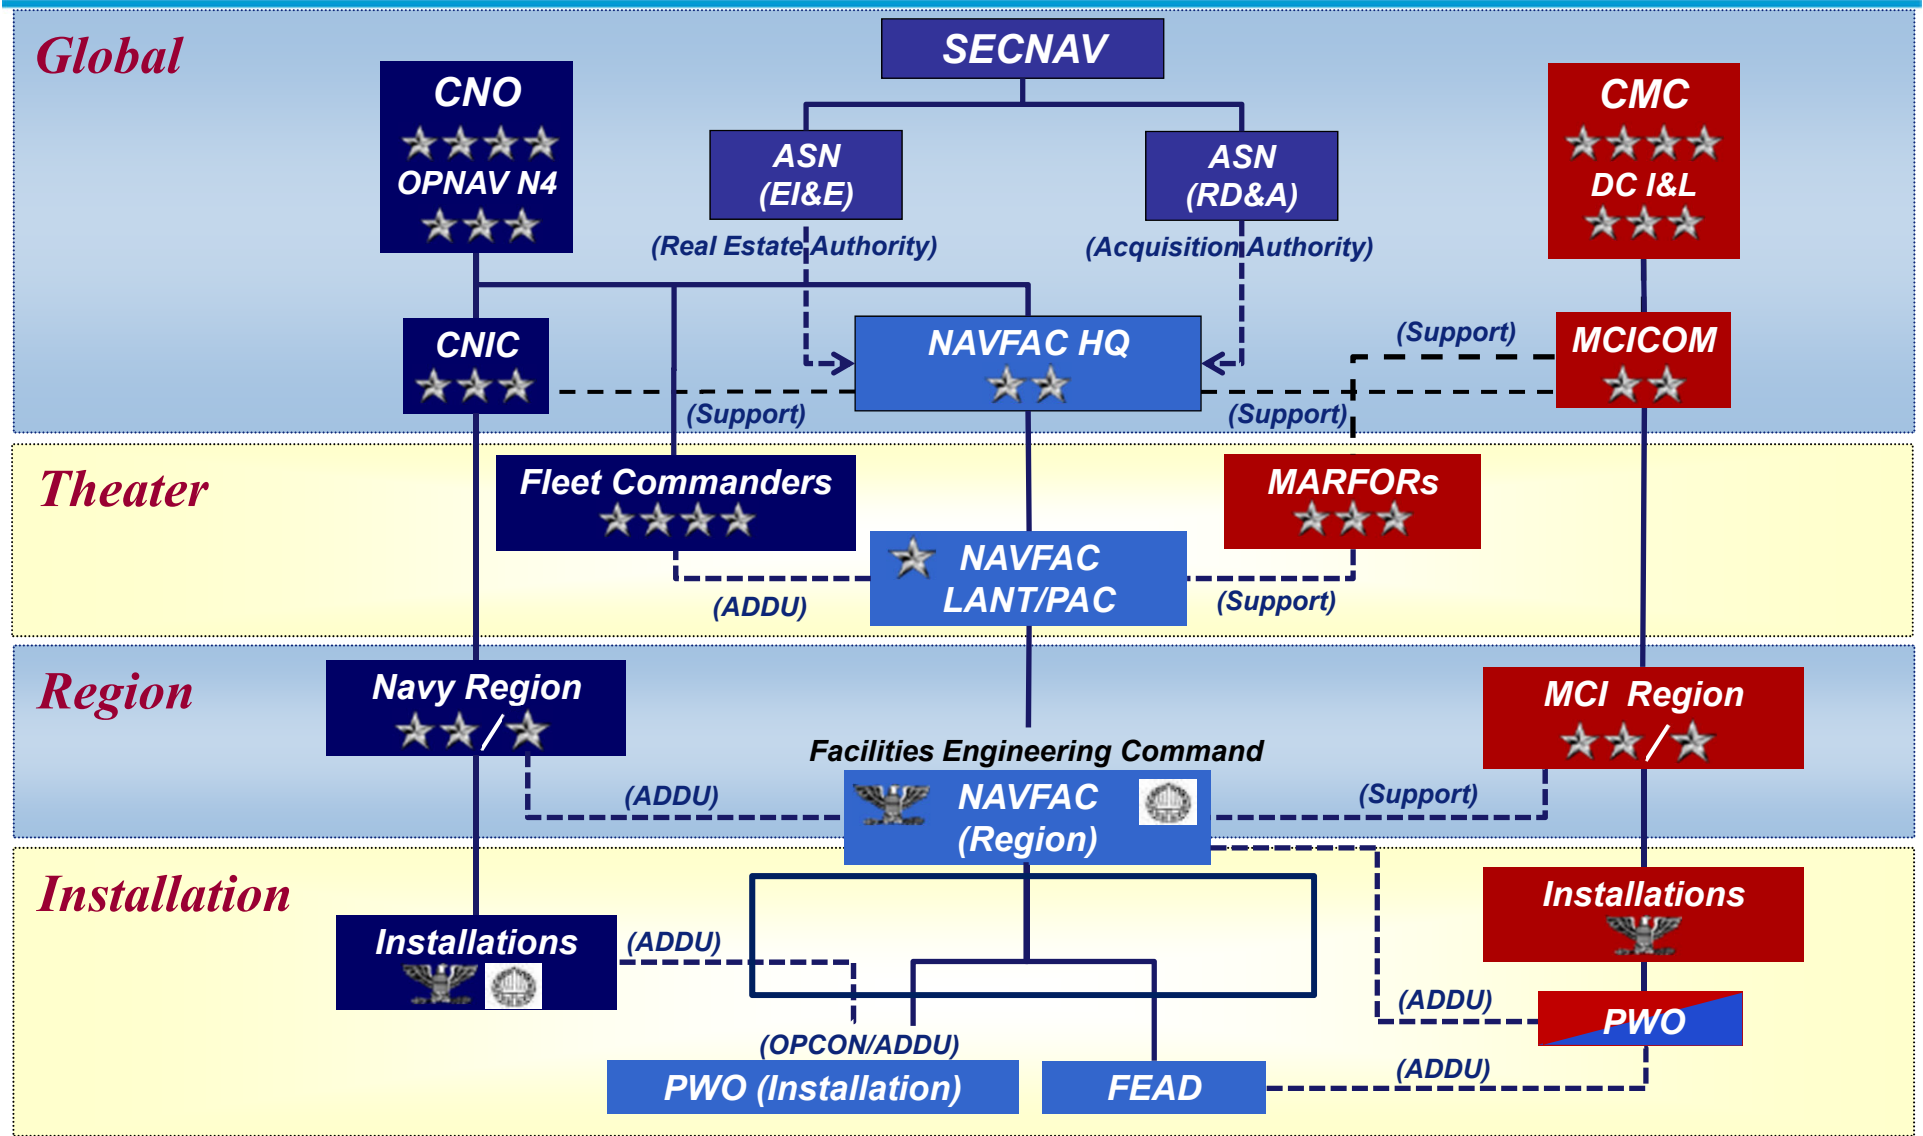 Global
SECNAV
CNO
OPNAV N4
ASN
(EI&E)
ASN
(RD&A)
CMC
DC I&L
(Real Estate Authority)
(Acquisition Authority)
CNIC
NAVFAC HQ
(Support)
MCICOM
(Support)
(Support)
Theater
Fleet Commanders
MARFORs
NAVFAC
LANT/PAC
(ADDU)
(Support)
Region
Navy Region
MCI Region
Facilities Engineering Command
(ADDU)
NAVFAC
(Region)
(Support)
Installation
Installations
(ADDU)
Installations
(ADDU)
PWO
(OPCON/ADDU)
(ADDU)
PWO (Installation)
FEAD